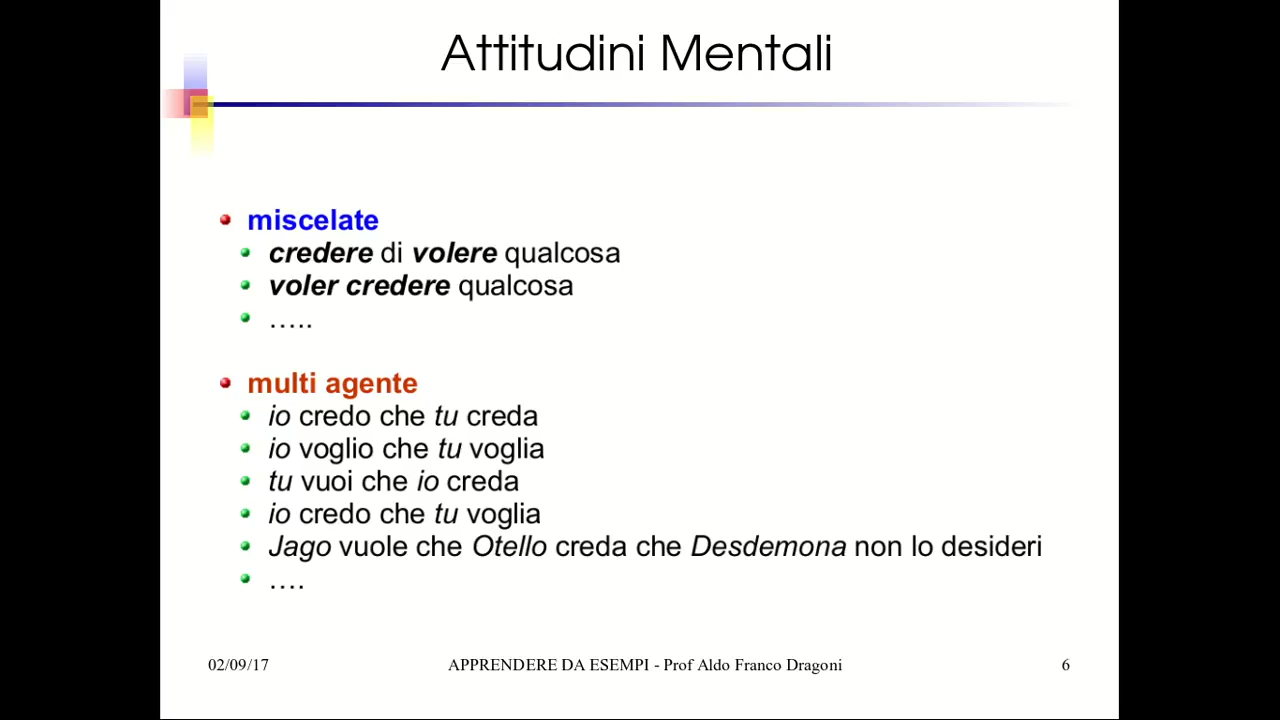 Attitudini Mentali
miscelate
credere di volere qualcosa
voler credere qualcosa
…..
multi agente
io credo che tu creda
io voglio che tu voglia
tu vuoi che io creda
io credo che tu voglia
Jago vuole che Otello creda che Desdemona non lo desideri
….
02/09/17 APPRENDERE DA ESEMPI - Prof Aldo Franco Dragoni 6